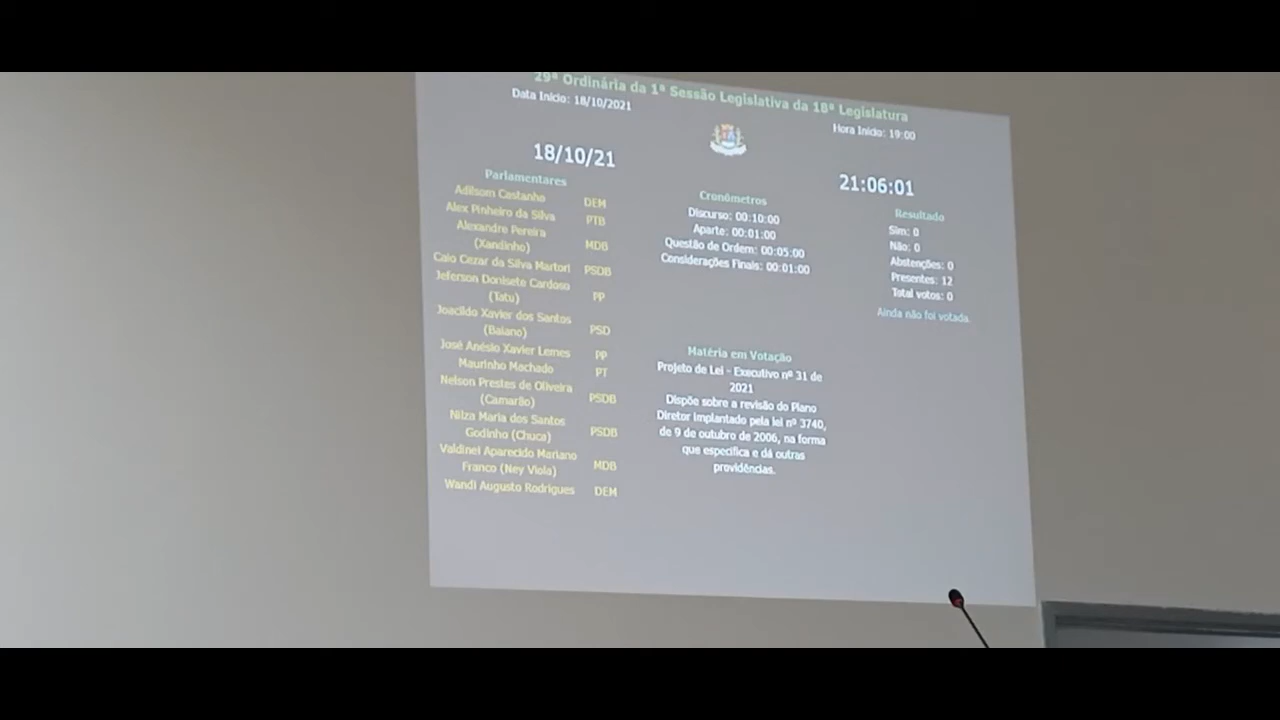 29ª Ordinária da 1ª Sessão Legislativa da 18ª Legislatura
Data Início: 18/10/2021
Hora Início: 19:00
18/10/21
21:06:01
Parlamentares
Adilsom Castanho DEM
Alex Pinheiro da Silva PTB
Alexandre Pereira
(Xandinho) MDB
Caio Cezar da Silva Martori PSDB
Jeferson Donisete Cardoso
(Tatu) PP
Joacildo Xavier dos Santos
(Baiano) PSD
José Anésio Xavier Lemes PP
Maurinho Machado PT
Nelson Prestes de Oliveira
(Camarão) PSDB
Nilza Maria dos Santos
Godinho (Chuca) PSDB
Valdinei Aparecido Mariano
Franco (Ney Viola) MDB
Wandi Augusto Rodrigues DEM
Cronômetros
Discurso: 00:10:00
Aparte: 00:01:00
Questão de Ordem: 00:05:00
Considerações Finais: 00:01:00
Matéria em Votação
Projeto de Lei - Executivo nº 31 de
2021
Dispõe sobre a revisão do Plano
Diretor implantado pela lei nº 3740,
de 9 de outubro de 2006, na forma
que especifica e dá outras
providências.
Resultado
Sim: 0
Não: 0
Abstenções: 0
Presentes: 12
Total votos: 0
Ainda não foi votada.